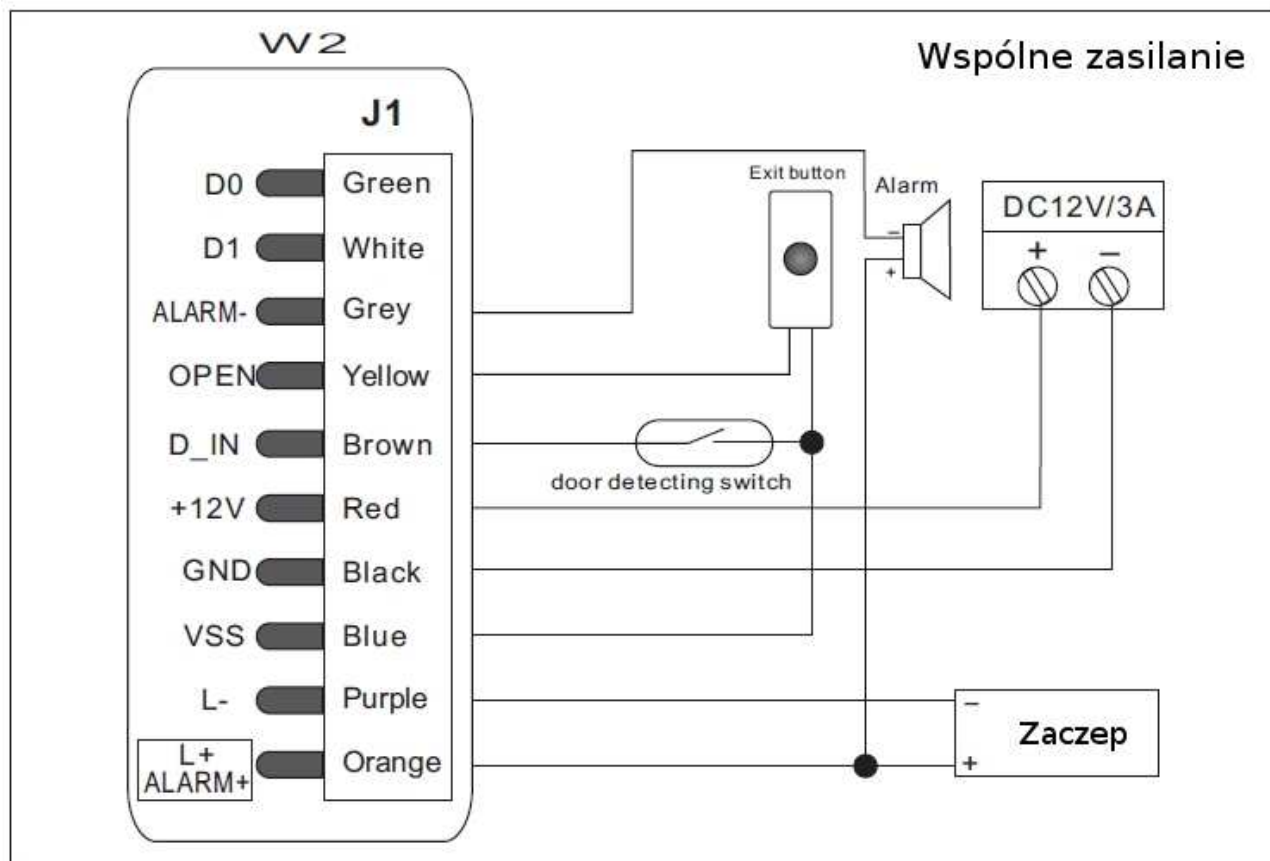 W2
Wspólne zasilanie
J1
D0 Green
D1 White
ALARM- Grey
OPEN Yellow
D_IN Brown
+12V Red
GND Black
VSS Blue
L- Purple
L+
ALARM+
Orange
Exit button
Alarm
−
+
DC12V/3A
+ −
door detecting switch
−
Zaczep
+